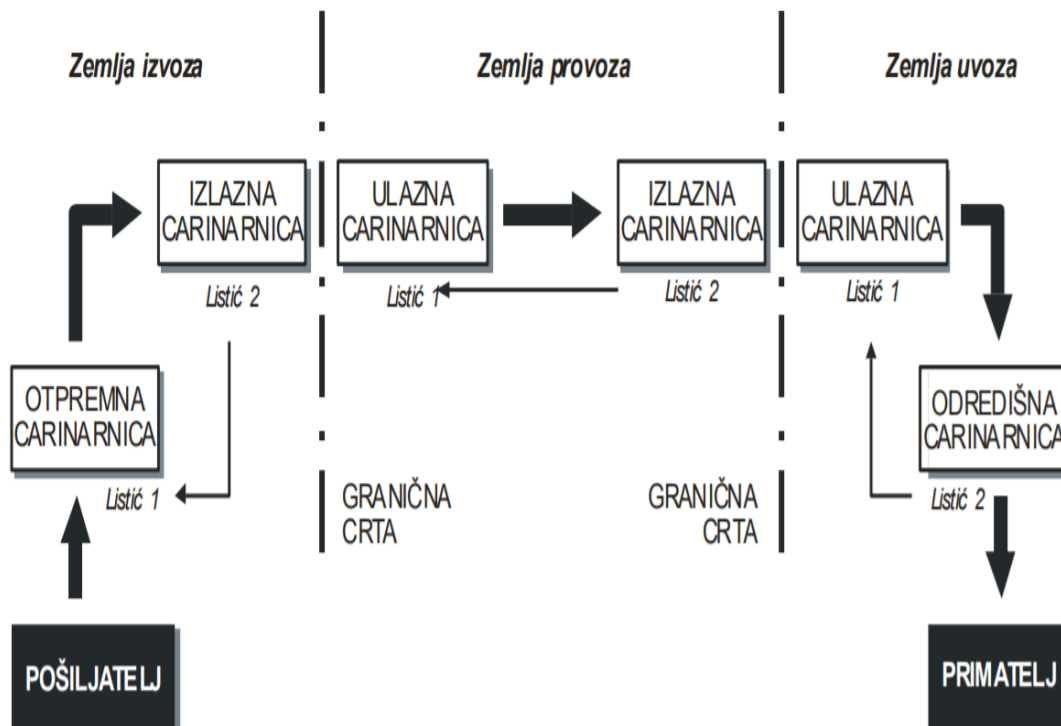 Zemlja izvoza
Zemlja provoza
Zemlja uvoza
IZLAZNA
CARINARNICA
Listić 2
ULAZNA
CARINARNICA
Listić 1
IZLAZNA
CARINARNICA
Listić 2
ULAZNA
CARINARNICA
Listić 1
OTPREMNA
CARINARNICA
Listić 1
ODREDIŠNA
CARINARNICA
Listić 2
GRANIČNA
CRTA
GRANIČNA
CRTA
POŠILJATELJ
PRIMATELJ